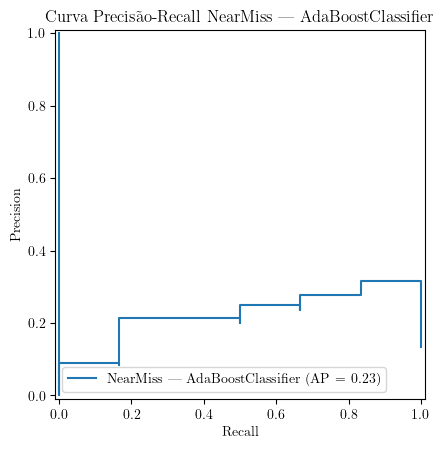 Curva Precisão-Recall NearMiss — AdaBoostClassifier
1.0
0.8
0.6
0.4
0.2
0.0
Precision
NearMiss — AdaBoostClassifier (AP = 0.23)
0.0 0.2 0.4 0.6 0.8 1.0
Recall